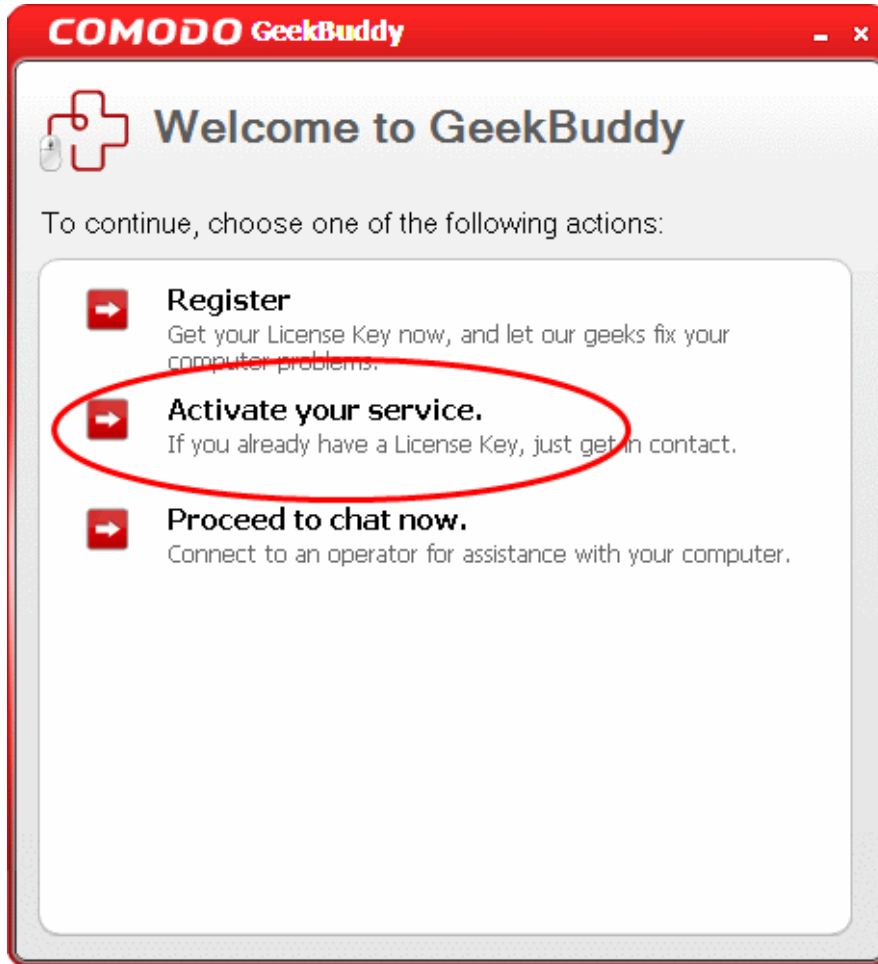 COMODO GeekBuddy
Welcome to GeekBuddy
To continue, choose one of the following actions:
Register
Get your License Key now, and let our geeks fix your
computer problems.
Activate your service.
If you already have a License Key, just get in contact.
Proceed to chat now.
Connect to an operator for assistance with your computer.